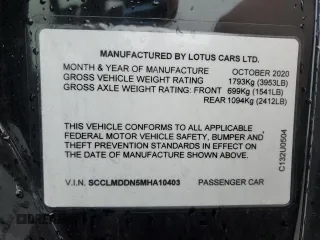 MANUFACTURED BY LOTUS CARS LTD.
MONTH & YEAR OF MANUFACTURE OCTOBER 2020
GROSS VEHICLE WEIGHT RATING 1793Kg (3953LB)
GROSS AXLE WEIGHT RATING: FRONT 699Kg (1541LB)
REAR 1094Kg (2412LB)
THIS VEHICLE CONFORMS TO ALL APPLICABLE
FEDERAL MOTOR VEHICLE SAFETY, BUMPER AND
THEFT PREVENTION STANDARDS IN EFFECT ON
THE DATE OF MANUFACTURE SHOWN ABOVE.
V.I.N. SCCLMDDN5MHA10403 PASSENGER CAR
C132U0504